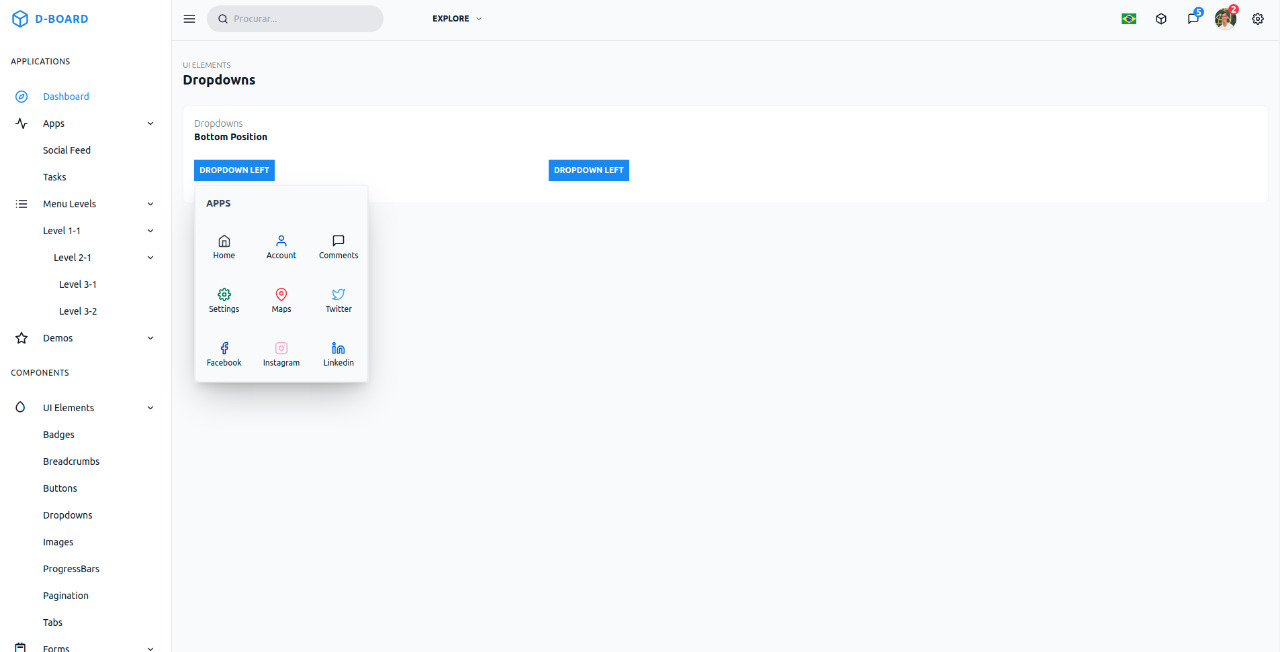 D-BOARD
Procurar...
EXPLORE
5
2
APPLICATIONS
Dashboard
Apps
Social Feed
Tasks
Menu Levels
Level 1-1
Level 2-1
Level 3-1
Level 3-2
Demos
COMPONENTS
UI Elements
Badges
Breadcrumbs
Buttons
Dropdowns
Images
ProgressBars
Pagination
Tabs
Forms
UI ELEMENTS
Dropdowns
Dropdowns
Bottom Position
DROPDOWN LEFT DROPDOWN LEFT
APPS
Home Account Comments
Settings Maps Twitter
Facebook Instagram Linkedin